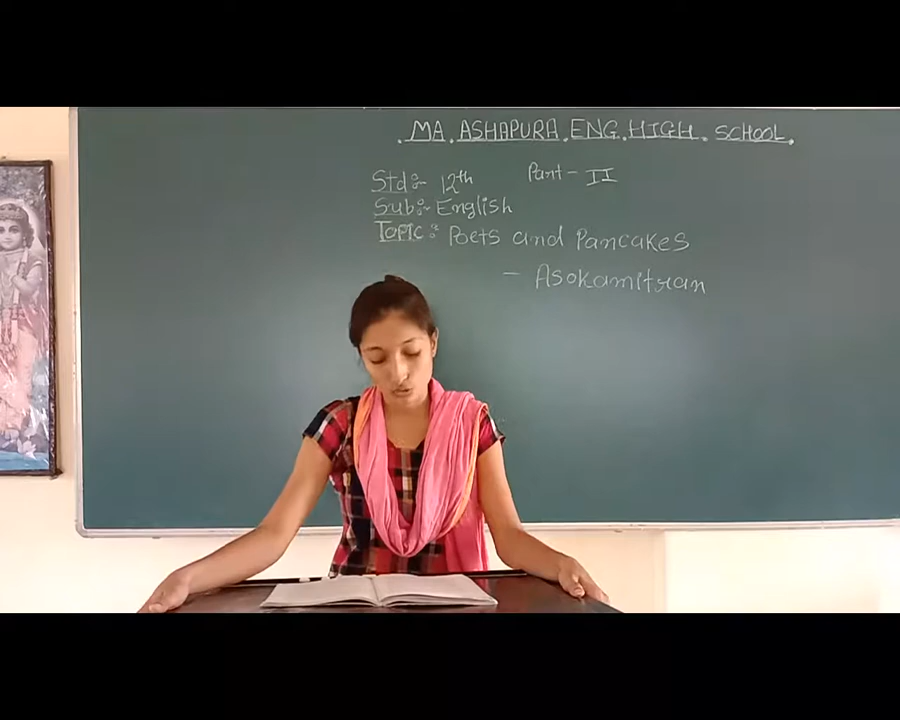 . MA . ASHAPURA . ENG . HIGH . SCHOOL .
Std :- 12th Part - II
Sub :- English
TOPIC : Poets and Pancakes
- Asokamitran